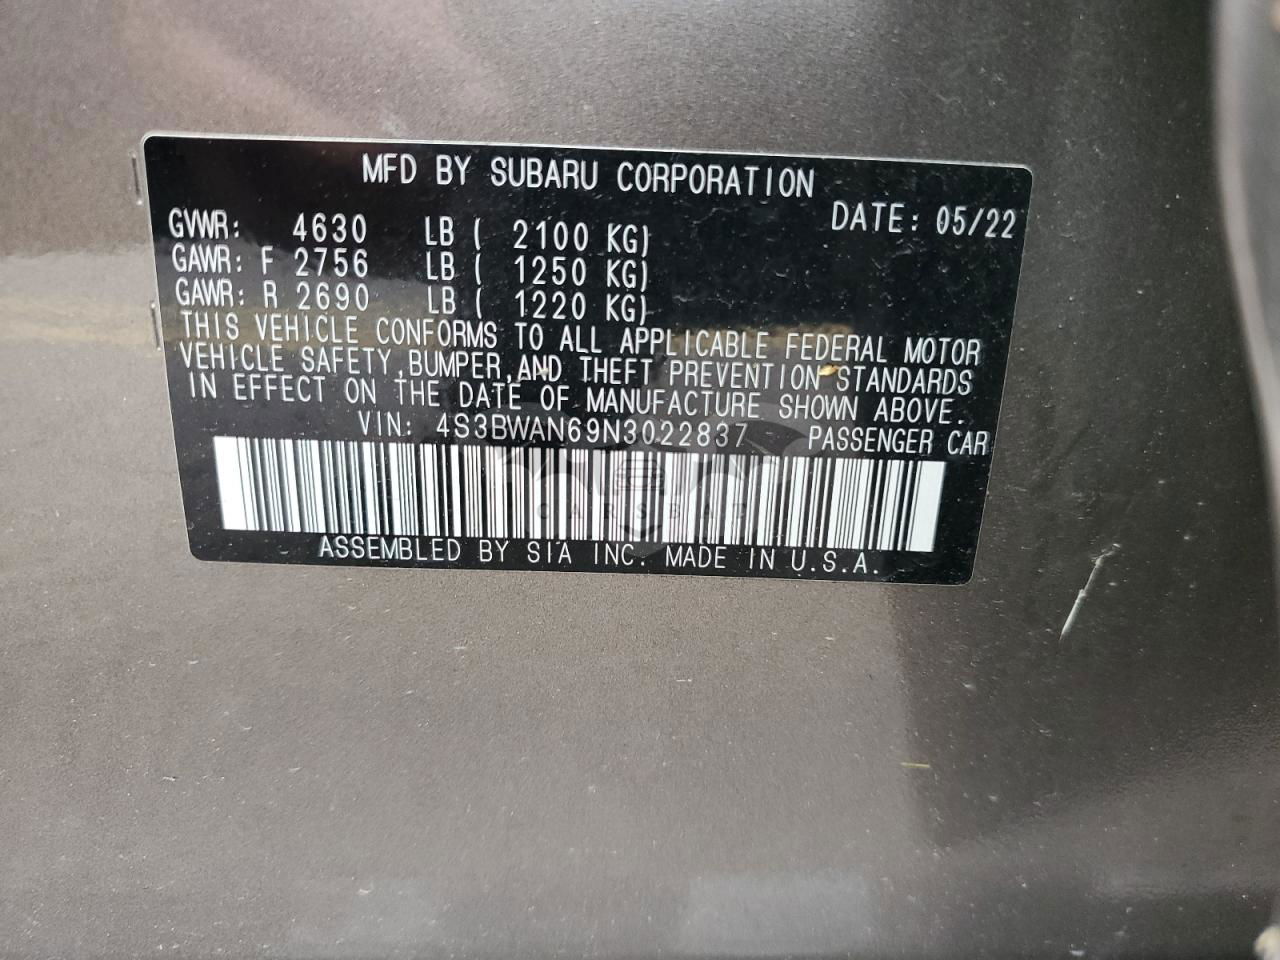 MFD BY SUBARU CORPORATION
DATE: 05/22
GVWR: 4630 LB ( 2100 KG)
GAWR: F 2756 LB ( 1250 KG)
GAWR: R 2690 LB ( 1220 KG)
THIS VEHICLE CONFORMS TO ALL APPLICABLE FEDERAL MOTOR
VEHICLE SAFETY, BUMPER, AND THEFT PREVENTION STANDARDS
IN EFFECT ON THE DATE OF MANUFACTURE SHOWN ABOVE.
VIN: 4S3BWAN69N3022837 PASSENGER CAR
CARSBAT
ASSEMBLED BY SIA INC. MADE IN U.S.A.